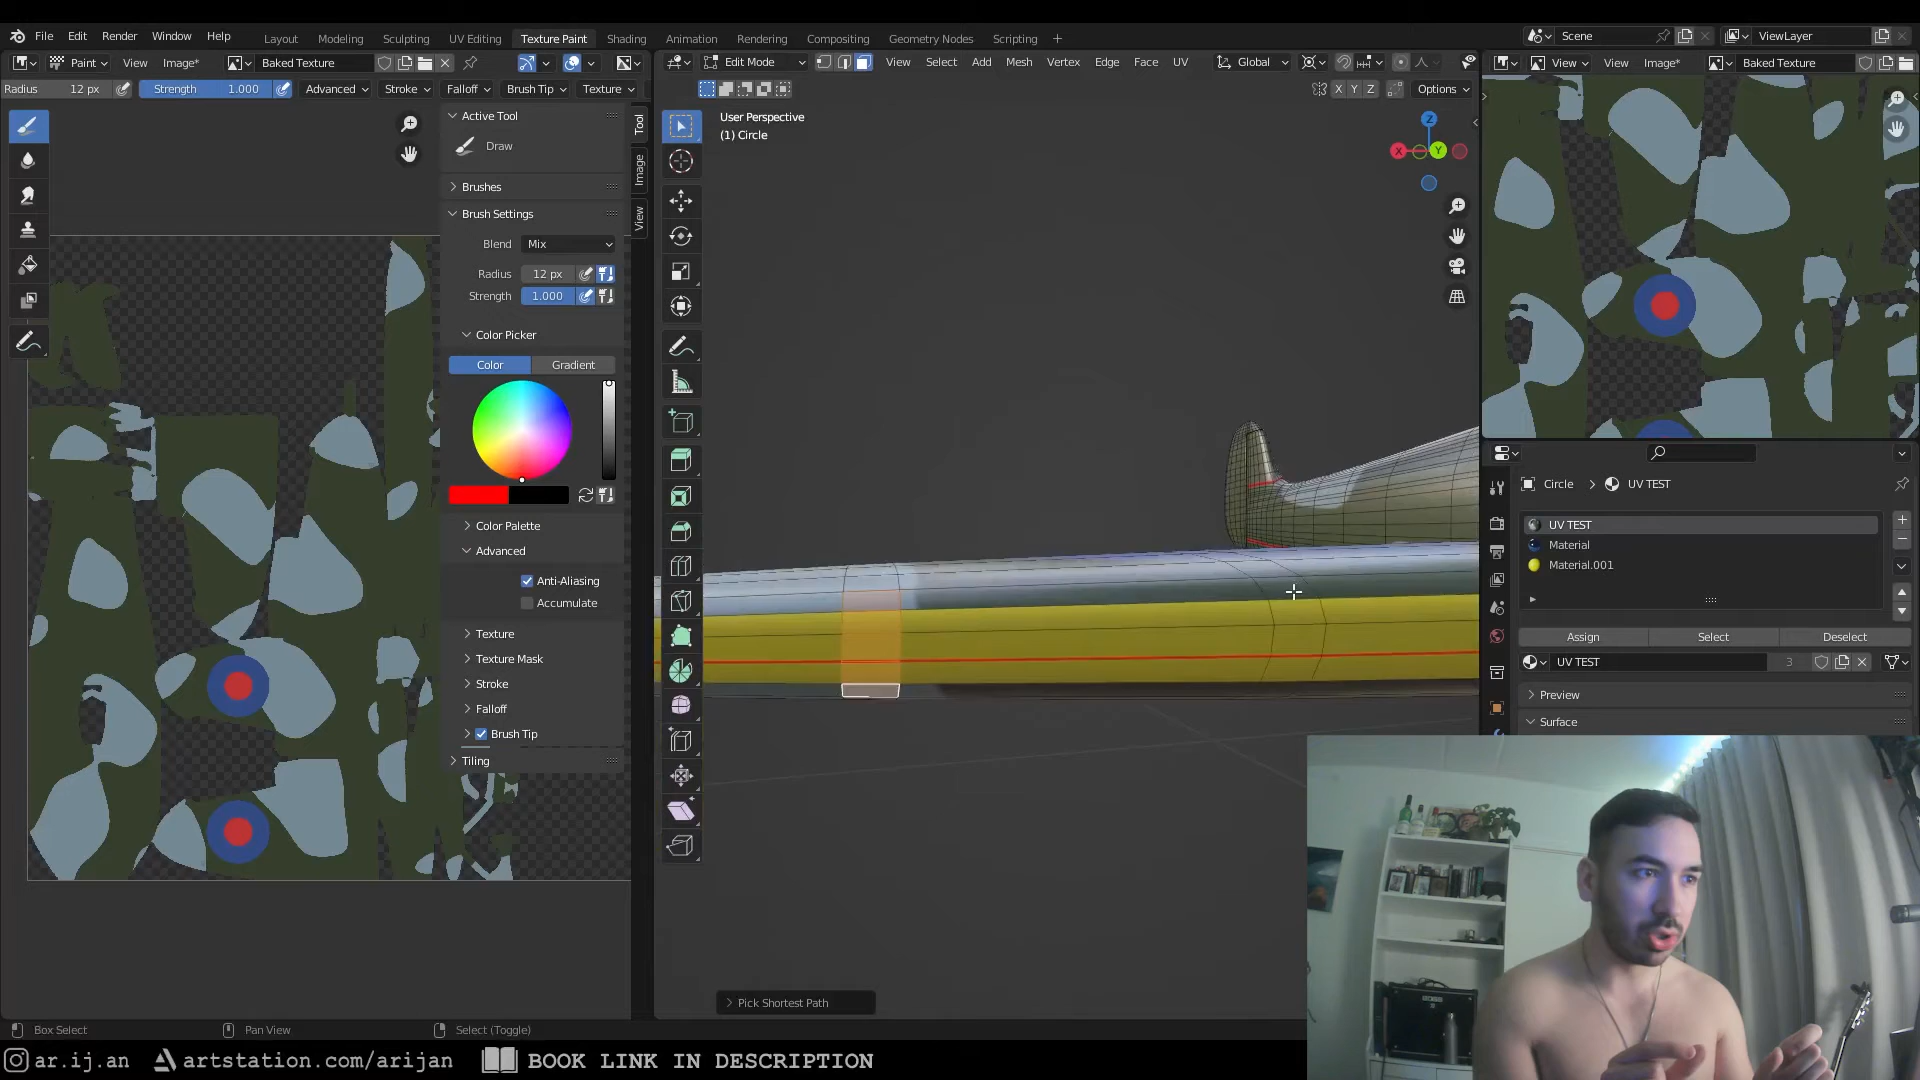 File Edit Render Window Help Layout Modeling Sculpting UV Editing Texture Paint Shading Animation Rendering Compositing Geometry Nodes Scripting + Scene ViewLayer
Paint View Image* Baked Texture
Radius 12 px Strength 1.000 Advanced Stroke Falloff Brush Tip Texture
Edit Mode View Select Add Mesh Vertex Edge Face UV Global
X Y Z Options
View View Image* Baked Texture
Active Tool
Draw
Brushes
Brush Settings
Blend Mix
Radius 12 px
Strength 1.000
Color Picker
Color Gradient
Color Palette
Advanced
Anti-Aliasing
Accumulate
Texture
Texture Mask
Stroke
Falloff
Brush Tip
Tiling
Tool
Image
View
User Perspective
(1) Circle
Z
X Y
Pick Shortest Path
Circle UV TEST
UV TEST
Material
Material.001
Assign Select Deselect
UV TEST 3
Preview
Surface
Box Select Pan View Select (Toggle)
ar.ij.an artstation.com/arijan BOOK LINK IN DESCRIPTION